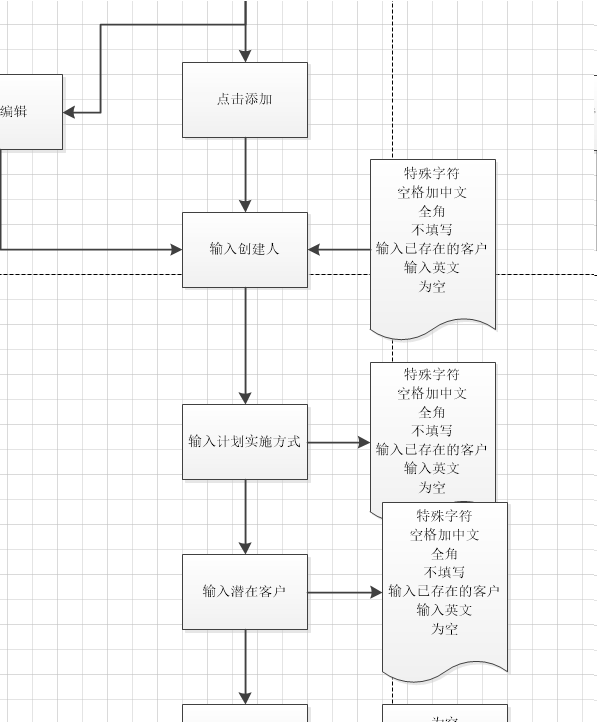 点击添加
编辑
特殊字符
空格加中文
全角
不填写
输入已存在的客户
输入英文
为空
输入创建人
特殊字符
空格加中文
全角
不填写
输入已存在的客户
输入英文
为空
输入计划实施方式
特殊字符
空格加中文
全角
不填写
输入已存在的客户
输入英文
为空
输入潜在客户
为空